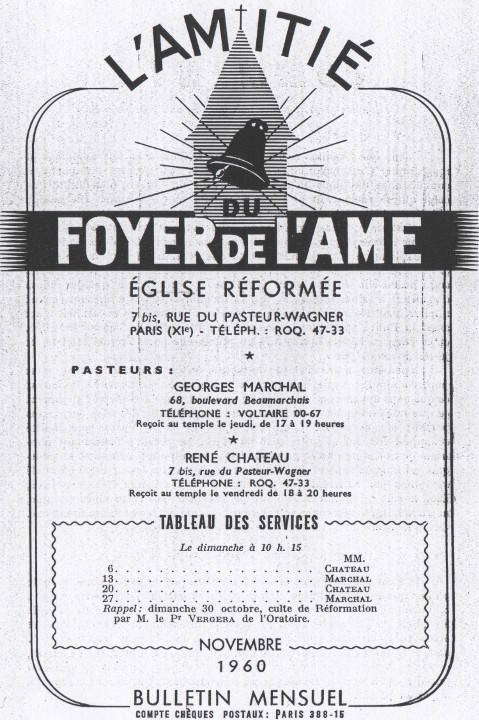 L'AMITIÉ
DU
FOYER DE L'AME
ÉGLISE RÉFORMÉE
7 bis, RUE DU PASTEUR-WAGNER
PARIS (XIe) - TÉLÉPH. : ROQ. 47-33
★
PASTEURS :
GEORGES MARCHAL
68, boulevard Beaumarchais
TÉLÉPHONE : VOLTAIRE 00-67
Reçoit au temple le jeudi, de 17 à 19 heures
★
RENÉ CHATEAU
7 bis, rue du Pasteur-Wagner
TÉLÉPHONE : ROQ. 47-33
Reçoit au temple le vendredi de 18 à 20 heures
TABLEAU DES SERVICES
Le dimanche à 10 h. 15
MM.
6. . . . . . . . . . . . . . . . . CHATEAU
13. . . . . . . . . . . . . . . . . MARCHAL
20. . . . . . . . . . . . . . . . . CHATEAU
27. . . . . . . . . . . . . . . . . MARCHAL
Rappel : dimanche 30 octobre, culte de Réformation
par M. le Pr VERGERA de l'Oratoire.
NOVEMBRE
1960
BULLETIN MENSUEL
COMPTE CHÈQUES POSTAUX : PARIS 388-15